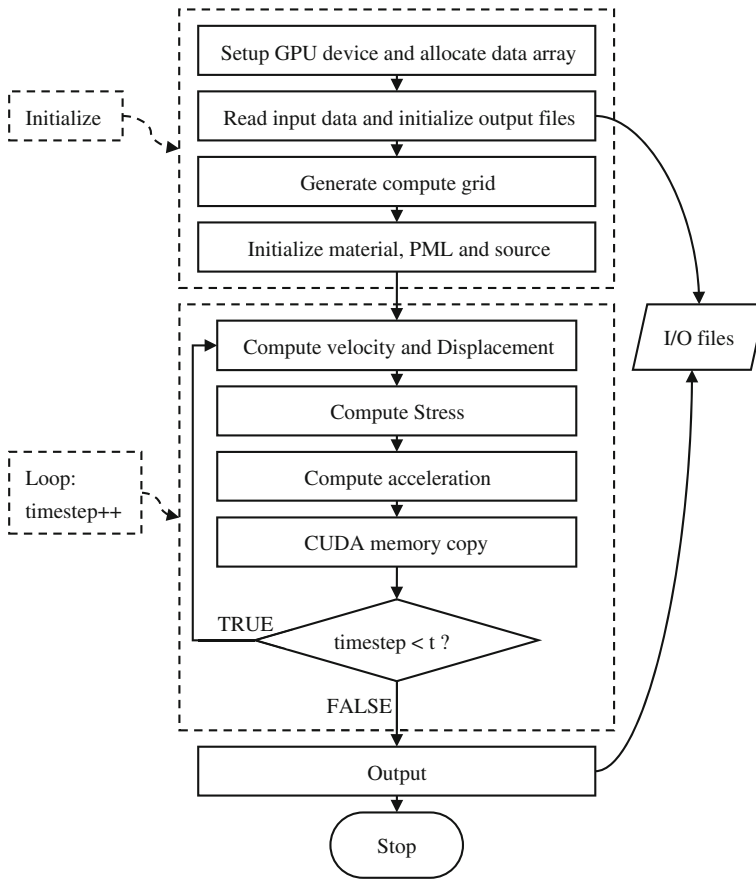 Setup GPU device and allocate data array
Initialize
Read input data and initialize output files
Generate compute grid
Initialize material, PML and source
I/O files
Compute velocity and Displacement
Compute Stress
Loop:
timestep++
Compute acceleration
CUDA memory copy
TRUE
timestep < t ?
FALSE
Output
Stop